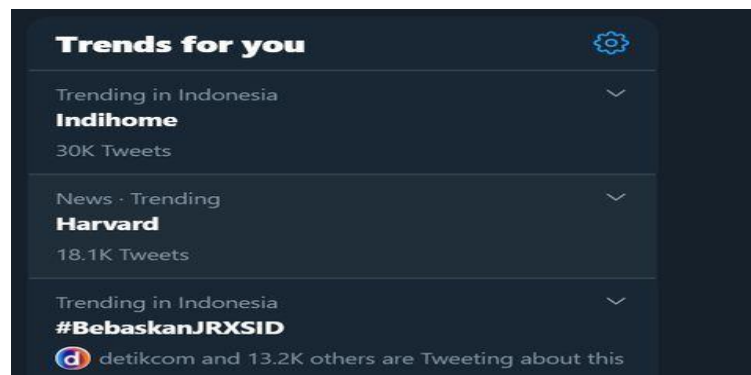 Trends for you
Trending in Indonesia
Indihome
30K Tweets
News · Trending
Harvard
18.1K Tweets
Trending in Indonesia
#BebaskanJRXSID
d detikcom and 13.2K others are Tweeting about this